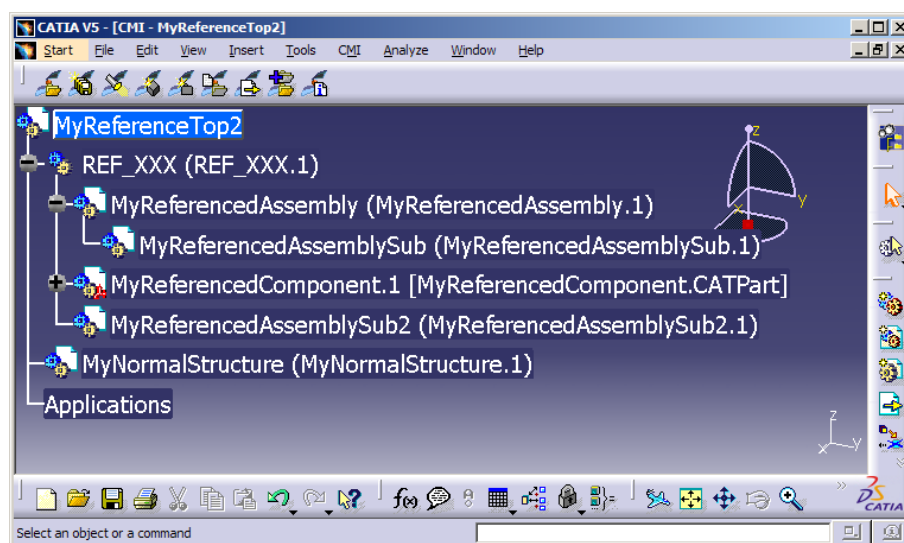 CATIA V5 - [CMI - MyReferenceTop2]
Start File Edit View Insert Tools CMI Analyze Window Help
MyReferenceTop2
REF_XXX (REF_XXX.1)
MyReferencedAssembly (MyReferencedAssembly.1)
MyReferencedAssemblySub (MyReferencedAssemblySub.1)
MyReferencedComponent.1 [MyReferencedComponent.CATPart]
MyReferencedAssemblySub2 (MyReferencedAssemblySub2.1)
MyNormalStructure (MyNormalStructure.1)
Applications
z
y
x
z
y
x
f(x)
CATIA
Select an object or a command